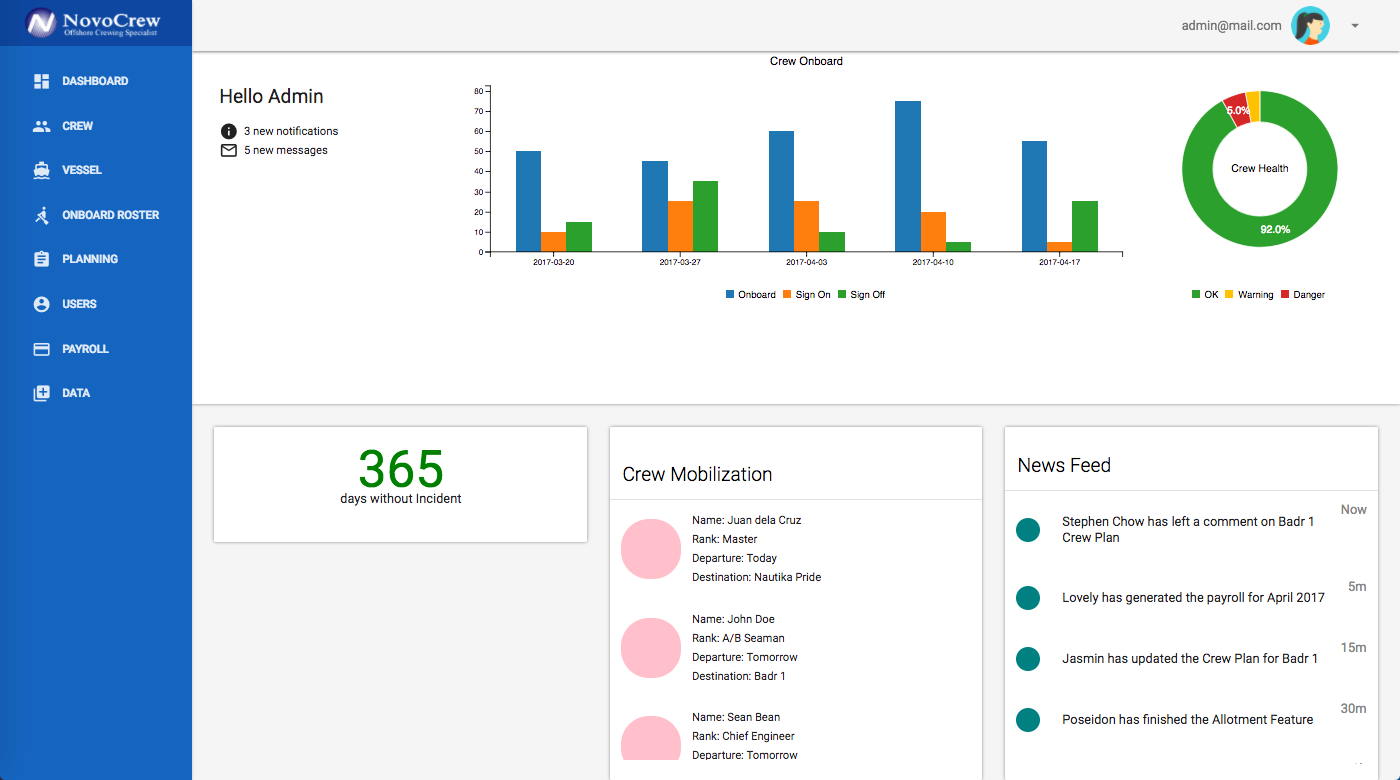 NovoCrew
Offshore Crewing Specialist
admin@mail.com
DASHBOARD
CREW
VESSEL
ONBOARD ROSTER
PLANNING
USERS
PAYROLL
DATA
Hello Admin
3 new notifications
5 new messages
Crew Onboard
80
70
60
50
40
30
20
10
0
2017-03-20
2017-03-27
2017-04-03
2017-04-10
2017-04-17
Onboard Sign On Sign Off
5.0%
Crew Health
92.0%
OK Warning Danger
365
days without Incident
Crew Mobilization
Name: Juan dela Cruz
Rank: Master
Departure: Today
Destination: Nautika Pride
Name: John Doe
Rank: A/B Seaman
Departure: Tomorrow
Destination: Badr 1
Name: Sean Bean
Rank: Chief Engineer
Departure: Tomorrow
News Feed
Now
Stephen Chow has left a comment on Badr 1
Crew Plan
5m
Lovely has generated the payroll for April 2017
15m
Jasmin has updated the Crew Plan for Badr 1
30m
Poseidon has finished the Allotment Feature